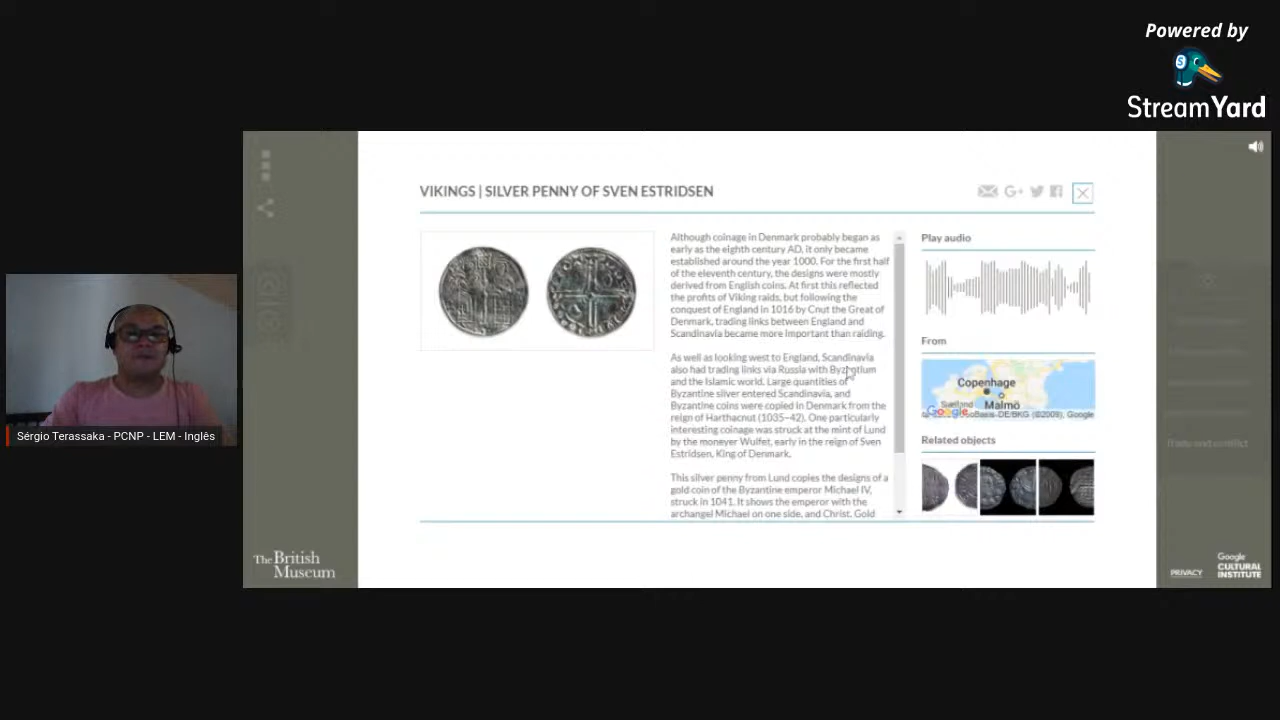 Powered by
StreamYard
VIKINGS | SILVER PENNY OF SVEN ESTRIDSEN
Although coinage in Denmark probably began as
early as the eighth century AD, it only became
established around the year 1000. For the first half
of the eleventh century, the designs were mostly
derived from English coins. At first this reflected
the profits of Viking raids, but following the
conquest of England in 1016 by Cnut the Great of
Denmark, trading links between England and
Scandinavia became more important than raiding.
As well as looking west to England, Scandinavia
also had trading links via Russia with Byzantium
and the Islamic world. Large quantities of
Byzantine silver entered Scandinavia, and
Byzantine coins were copied in Denmark from the
reign of Harthacnut (1035–42). One particularly
interesting coinage was struck at the mint of Lund
by the moneyer Wulfet, early in the reign of Sven
Estridsen, King of Denmark.
This silver penny from Lund copies the designs of a
gold coin of the Byzantine emperor Michael IV,
struck in 1041. It shows the emperor with the
archangel Michael on one side, and Christ. Gold
Play audio
From
Copenhage
Malmö
Google
GeoBasis-DE/BKG (©2009), Google
Related objects
Sérgio Terassaka - PCNP - LEM - Inglês
The British
Museum
PRIVACY
Google
CULTURAL
INSTITUTE